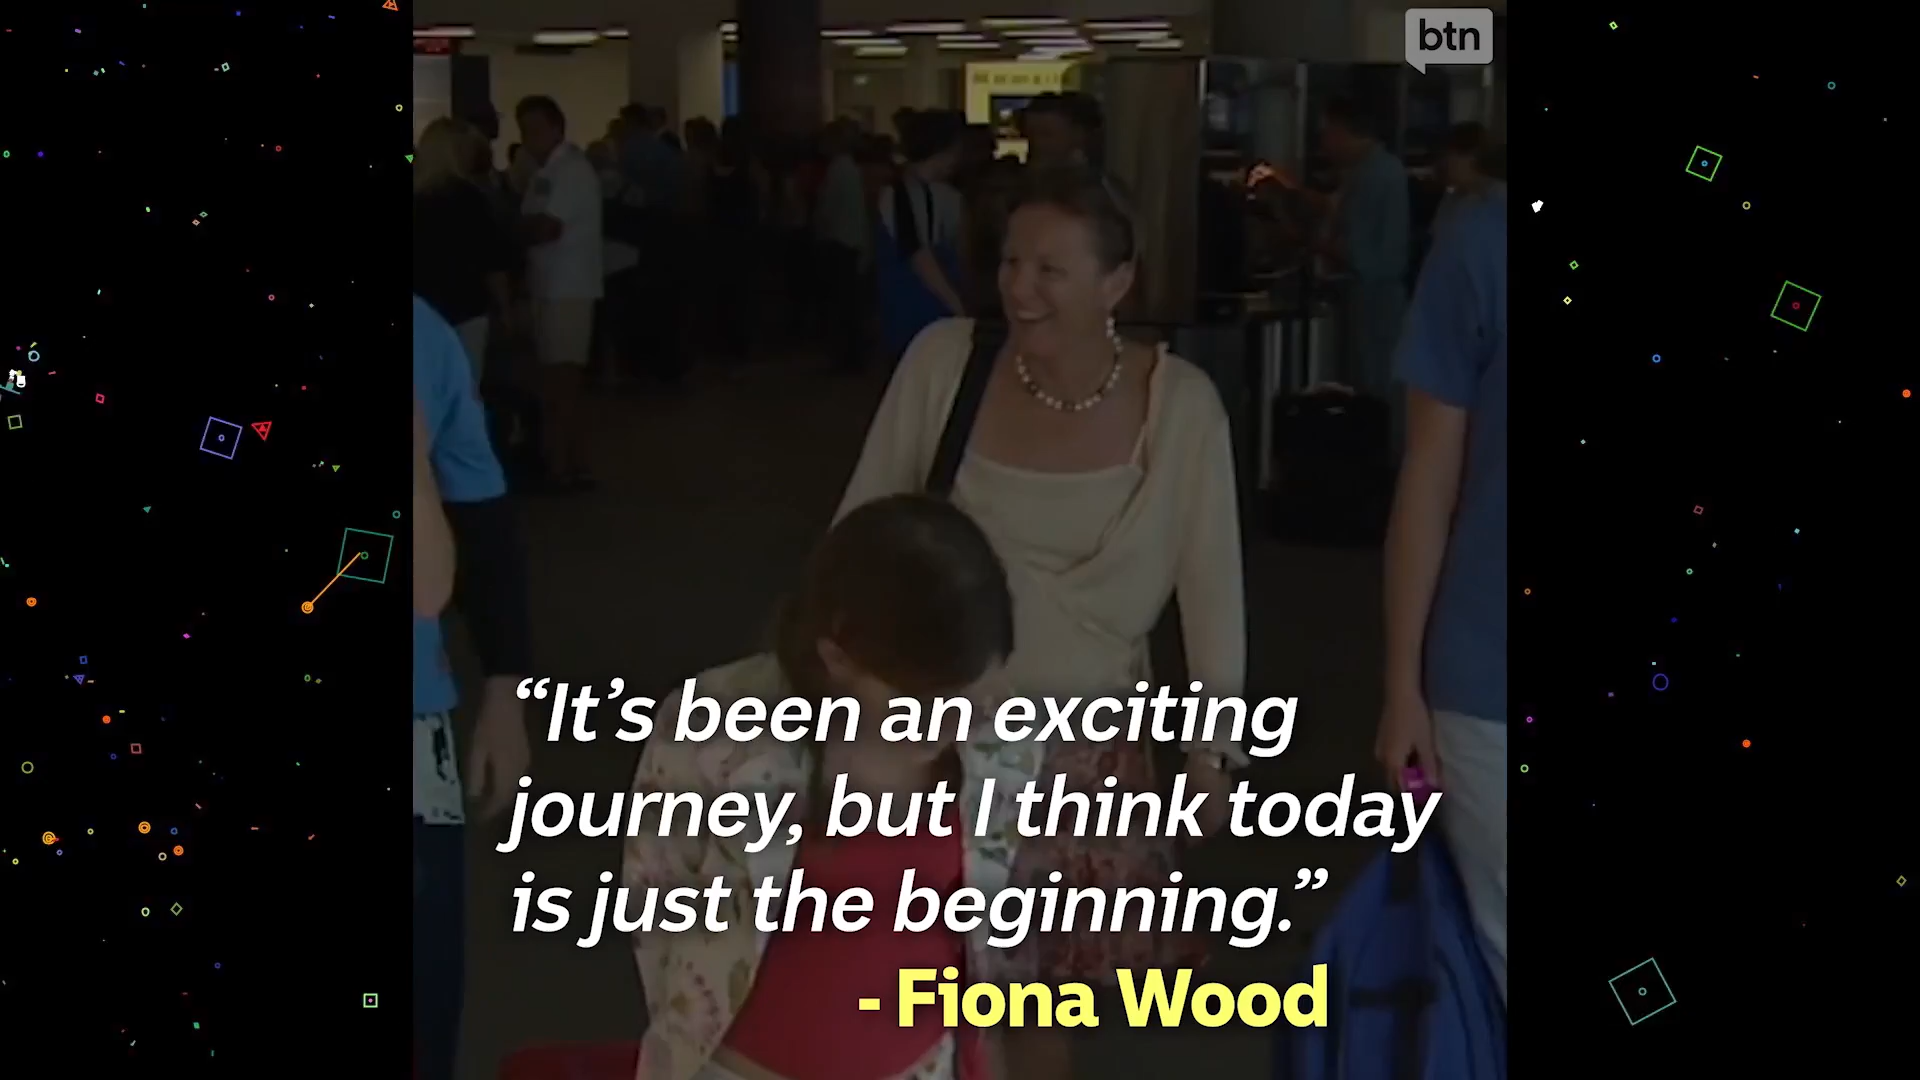 btn
“It’s been an exciting
journey, but I think today
is just the beginning.”
- Fiona Wood